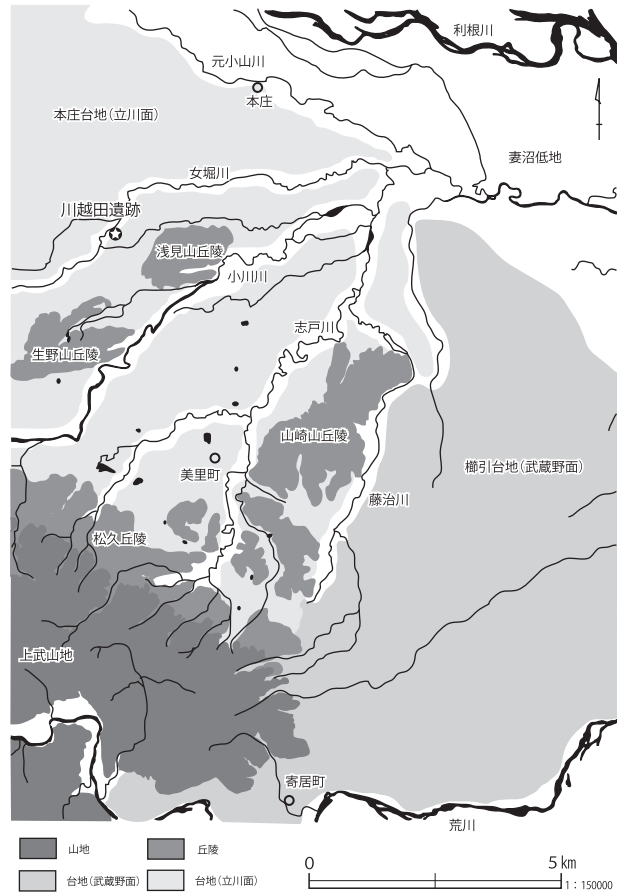 利根川
元小山川
本庄
本庄台地（立川面）
妻沼低地
女堀川
川越田遺跡
浅見山丘陵
小川川
志戸川
生野山丘陵
山崎山丘陵
櫛引台地（武蔵野面）
美里町
藤治川
松久丘陵
上武山地
寄居町
荒川
山地
丘陵
台地（武蔵野面）
台地（立川面）
0
5 ㎞
1：150000